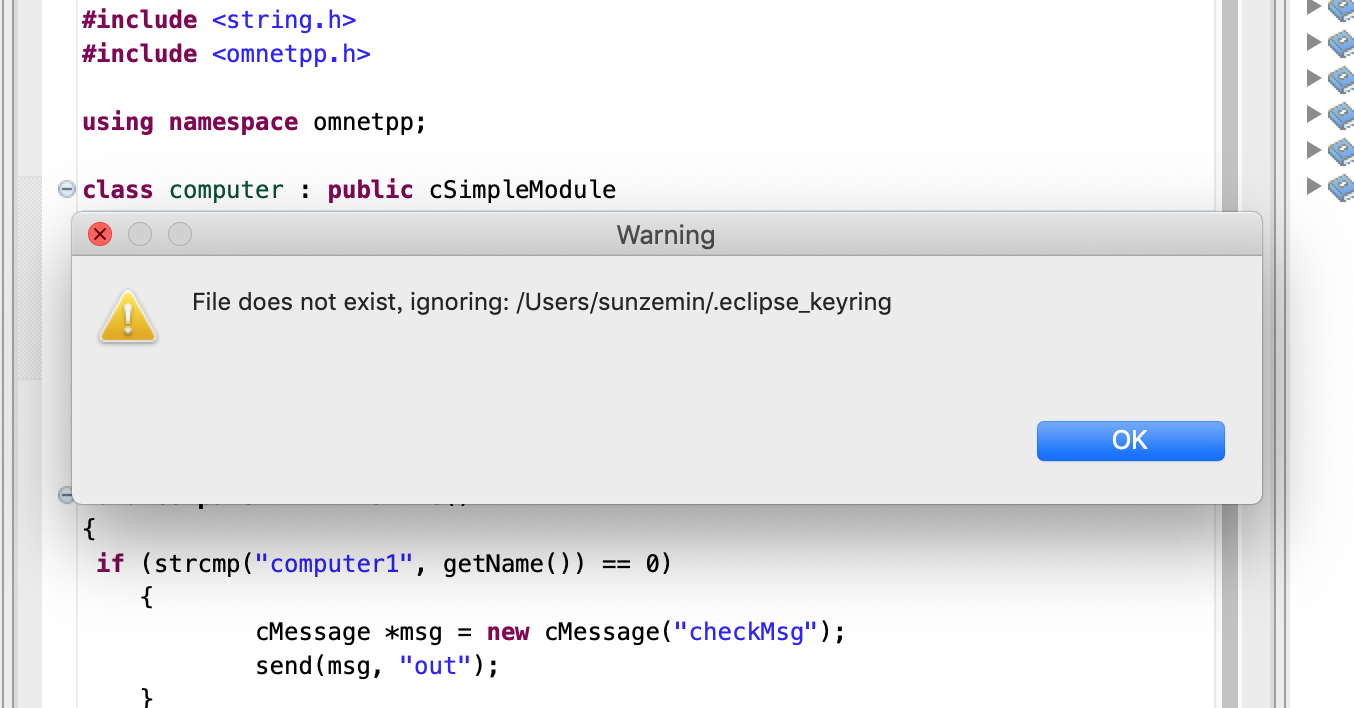 #include <string.h>
#include <omnetpp.h>
using namespace omnetpp;
class computer : public cSimpleModule
Warning
File does not exist, ignoring: /Users/sunzemin/.eclipse_keyring
OK
{
if (strcmp("computer1", getName()) == 0)
{
cMessage *msg = new cMessage("checkMsg");
send(msg, "out");
}